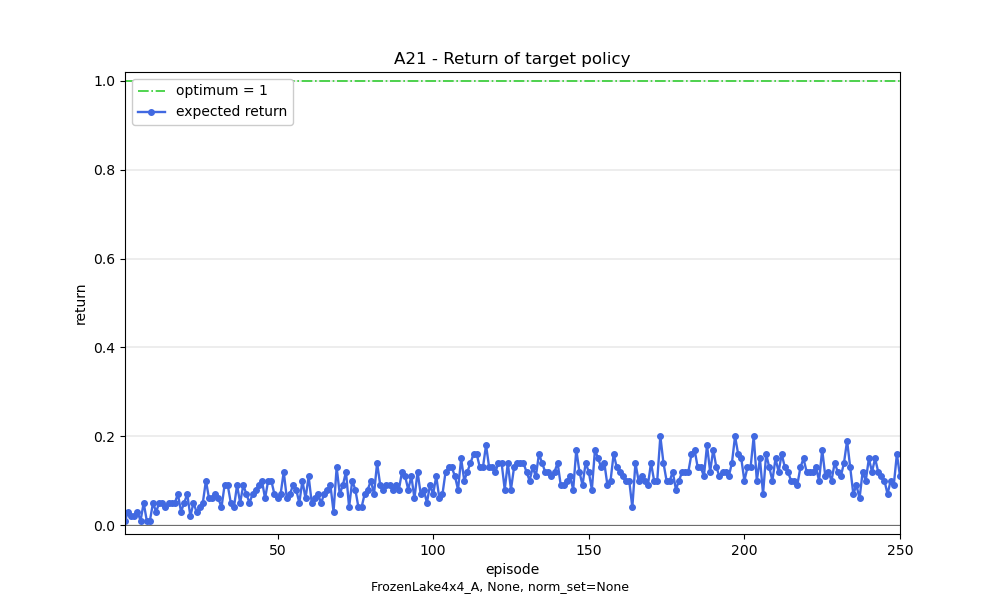 A21 - Return of target policy
optimum = 1
expected return
1.0
0.8
0.6
0.4
0.2
0.0
return
50
100
150
200
250
episode
FrozenLake4x4_A, None, norm_set=None